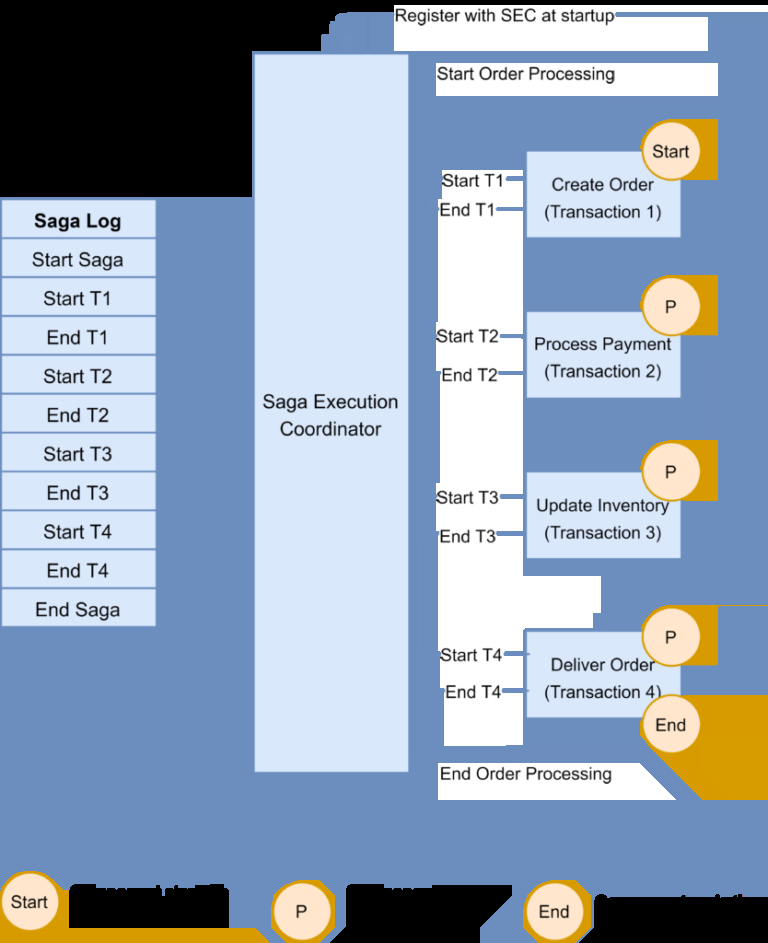 Register with SEC at startup
Start Order Processing
Saga Log
Start Saga
Start T1
End T1
Start T2
End T2
Start T3
End T3
Start T4
End T4
End Saga
Saga Execution
Coordinator
Start T1
End T1
Start
Create Order
(Transaction 1)
Start T2
End T2
P
Process Payment
(Transaction 2)
Start T3
End T3
P
Update Inventory
(Transaction 3)
Start T4
End T4
P
Deliver Order
(Transaction 4)
End
End Order Processing
Start
P
End